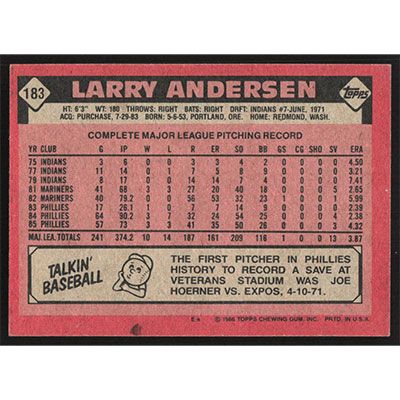 183
LARRY ANDERSEN
TOPPS
HT: 6'3" WT: 180 THROWS: RIGHT BATS: RIGHT DRFT: INDIANS #7-JUNE, 1971
ACQ: PURCHASE, 7-29-83 BORN: 5-6-53, PORTLAND, ORE. HOME: REDMOND, WASH.
COMPLETE MAJOR LEAGUE PITCHING RECORD
YR CLUB G IP W L R ER SO BB GS CG SHO SV ERA
75 INDIANS 3 6 0 0 3 3 4 2 0 0 0 0 4.50
77 INDIANS 11 14 0 1 7 5 8 9 0 0 0 0 3.21
79 INDIANS 8 17 0 0 14 14 7 4 0 0 0 0 7.41
81 MARINERS 41 68 3 3 27 20 40 18 0 0 0 5 2.65
82 MARINERS 40 79.2 0 0 56 53 32 23 1 0 0 1 5.99
83 PHILLIES 17 26.1 1 0 7 7 14 9 0 0 0 0 2.39
84 PHILLIES 64 90.2 3 7 32 24 54 25 0 0 0 4 2.38
85 PHILLIES 57 73 3 3 41 35 50 26 0 0 0 3 4.32
MAJ. LEA. TOTALS 241 374.2 10 14 187 161 209 116 1 0 0 13 3.87
TALKIN' BASEBALL
THE FIRST PITCHER IN PHILLIES
HISTORY TO RECORD A SAVE AT
VETERANS STADIUM WAS JOE
HOERNER VS. EXPOS, 4-10-71.
© 1986 TOPPS CHEWING GUM, INC. PRTD. IN U.S.A.